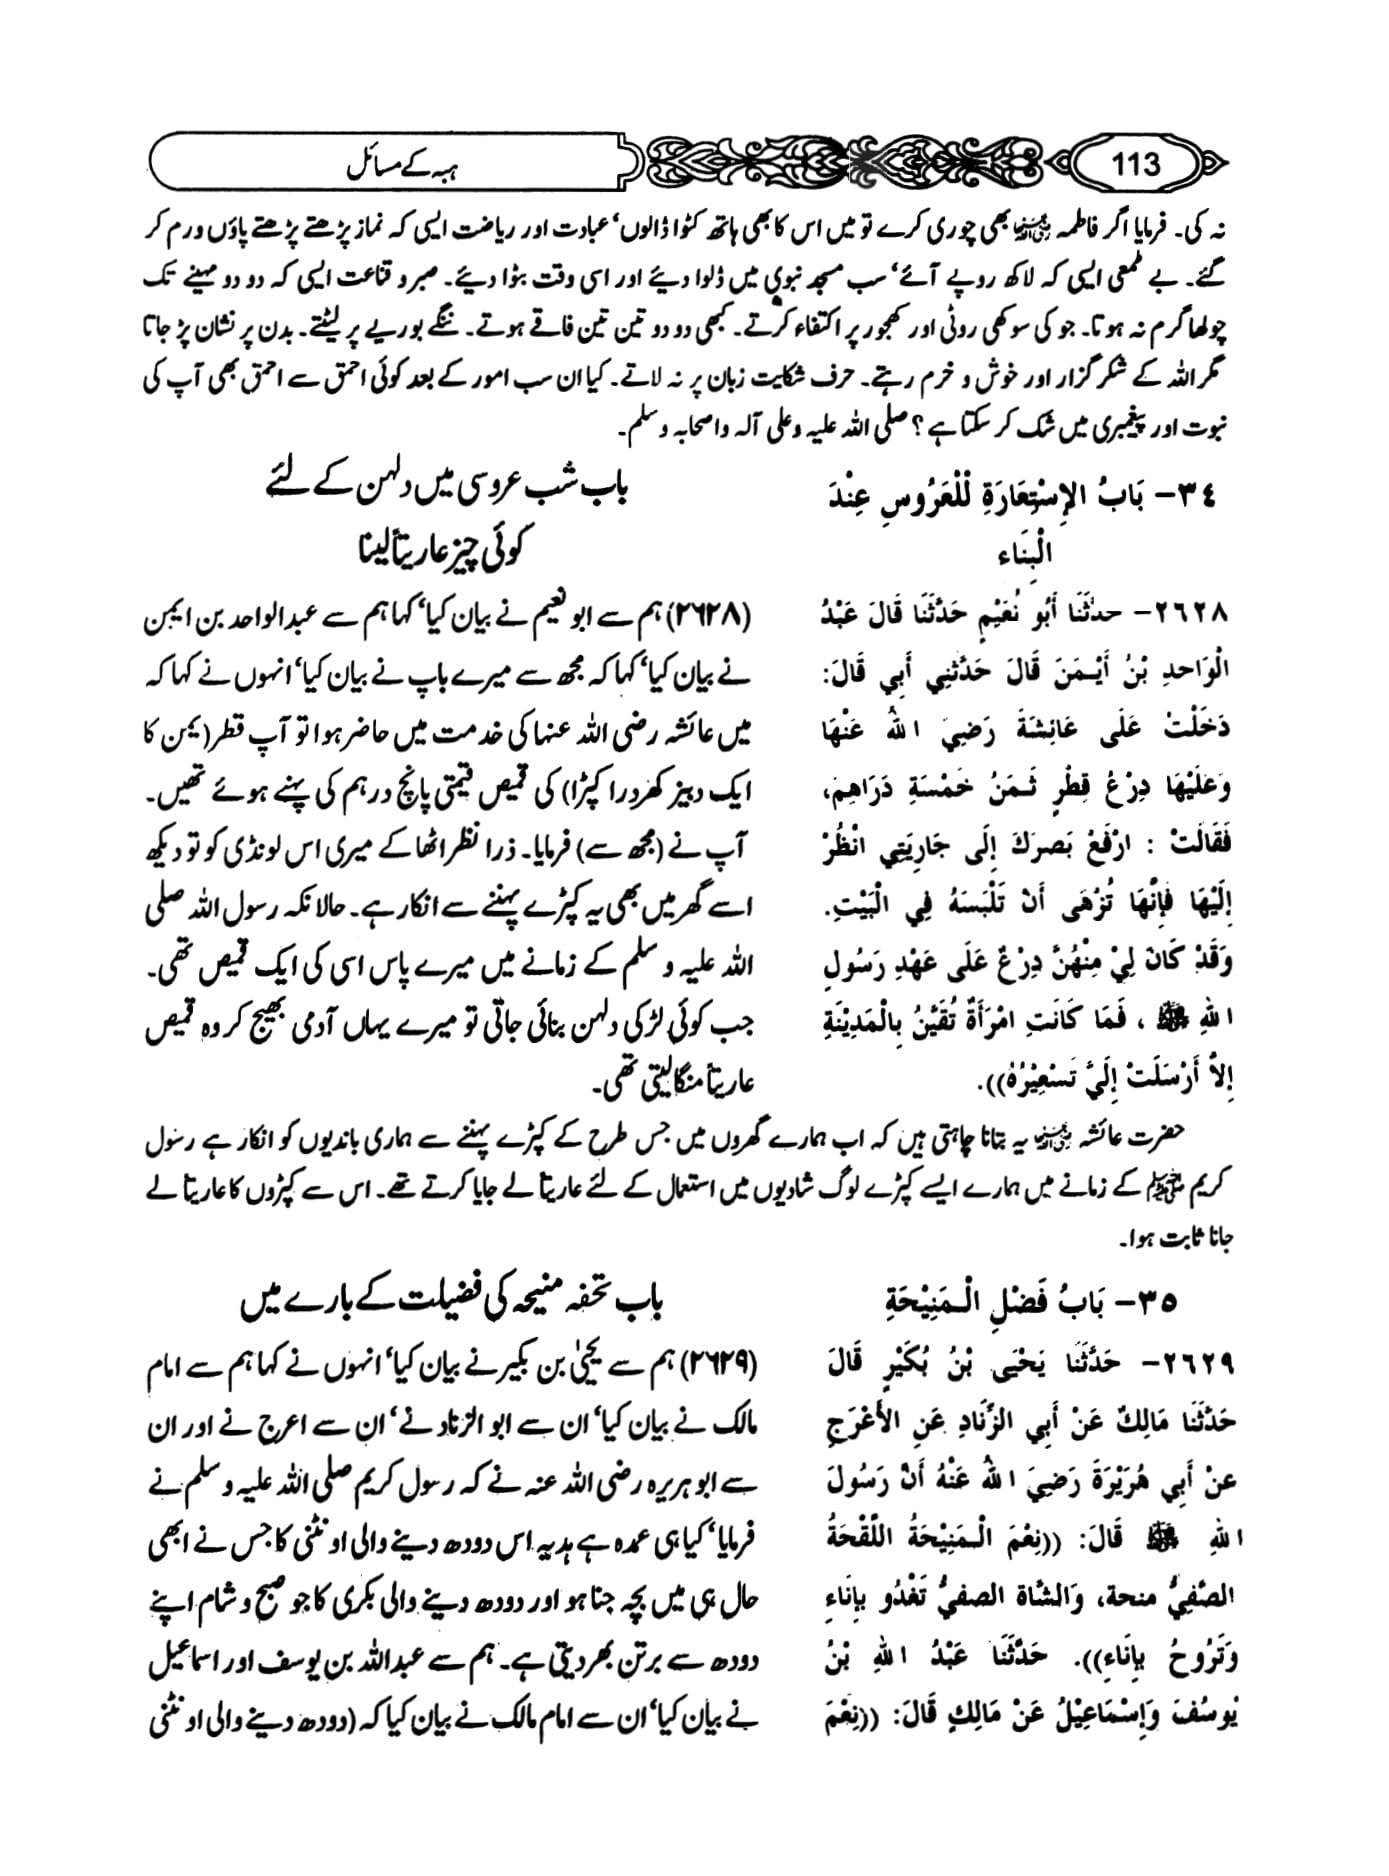 113
ہبہ کے مسائل
نہ کی۔ فرمایا اگر فاطمہ رضی اللہ عنہا بھی چوری کرے تو میں اس کا بھی ہاتھ کٹوا ڈالوں‘ عبادت اور ریاضت ایسی کہ نماز پڑھتے پڑھتے پاؤں ورم کر
گئے۔ بے طمعی ایسی کہ لاکھ روپے آئے‘ سب مسجد نبوی میں ڈلوا دیئے اور اسی وقت بٹوا دیئے۔ صبر و قناعت ایسی کہ دو دو مہینے تک
چولھا گرم نہ ہوتا۔ جو کی سوکھی روٹی اور کھجور پر اکتفاء کرتے۔ کبھی دو دو تین تین فاقے ہوتے۔ ننگے بوریے پر لیٹتے۔ بدن پر نشان پڑ جاتا
مگر اللہ کے شکر گزار اور خوش و خرم رہتے۔ حرف شکایت زبان پر نہ لاتے۔ کیا ان سب امور کے بعد کوئی احمق سے احمق بھی آپ کی
نبوت اور پیغمبری میں شک کر سکتا ہے؟ صلی اللہ علیہ وعلی آلہ واصحابہ وسلم۔
٣٤- بَابُ الإِسْتِعَارَةِ لْلعَرُوسِ عِنْدَ
الْبِنَاء
٢٦٢٨- حدثَنَا أَبُو نُعَيْمٍ حَدَّثَنَا قَالَ عَبْدُ
الْوَاحدِ بْنُ أَيْـمَنَ قَالَ حَدَّثَنِي أَبِي قَالَ:
دَخَلْتُ عَلَى عَائِشَةَ رَضِيَ اللهُ عَنْهَا
وَعَلَيْهَا دِرْعُ قِطْرٍ ثَـمَنُ خَمْسَةِ دَرَاهِمَ،
فَقَالَتْ: ارْفَعْ بَصَرَكَ إِلَى جَارِيَتِي انْظُرْ
إِلَيْهَا فَإِنَّهَا تُزْهَى أَنْ تَلْبَسَهُ فِي الْبَيْتِ.
وَقَدْ كَانَ لِيْ مِنْهُنَّ دِرْعٌ عَلَى عَهْدِ رَسُولِ
اللهِ ﷺ، فَمَا كَانَتِ امْرَأَةٌ تُقَيَّنُ بِالْمَدِيْنَةِ
إِلاَّ أَرْسَلَتْ إِلَيَّ تَسْعِيْرُهُ)).
باب شب عروسی میں دلہن کے لئے
کوئی چیز عاریتاً لینا
(۲۶۲۸) ہم سے ابو نعیم نے بیان کیا‘ کہا ہم سے عبدالواحد بن ایمن
نے بیان کیا‘ کہا کہ مجھ سے میرے باپ نے بیان کیا‘ انہوں نے کہا کہ
میں عائشہ رضی اللہ عنہا کی خدمت میں حاضر ہوا تو آپ قطر (یمن کا
ایک دبیز کھردرا کپڑا) کی قمیص قیمتی پانچ درہم کی پہنے ہوئے تھیں۔
آپ نے (مجھ سے) فرمایا۔ ذرا نظر اٹھا کے میری اس لونڈی کو تو دیکھ
اسے گھر میں بھی یہ کپڑے پہننے سے انکار ہے۔ حالانکہ رسول اللہ صلی
اللہ علیہ و سلم کے زمانے میں میرے پاس اسی کی ایک قمیص تھی۔
جب کوئی لڑکی دلہن بنائی جاتی تو میرے یہاں آدمی بھیج کر وہ قمیص
عاریتاً منگا لیتی تھی۔
حضرت عائشہ رضی اللہ عنہا یہ بتانا چاہتی ہیں کہ اب ہمارے گھروں میں جس طرح کے کپڑے پہننے سے ہماری باندیوں کو انکار ہے رسول
کریم ﷺ کے زمانے میں ہمارے ایسے کپڑے لوگ شادیوں میں استعمال کے لئے عاریتاً لے جایا کرتے تھے۔ اس سے کپڑوں کا عاریتاً لے
جانا ثابت ہوا۔
٣٥- بَابُ فَضْلِ الْـمَنِيْحَةِ
٢٦٢٩- حَدَّثَنَا يَحْيَى بْنُ بُكَيْرٍ قَالَ
حَدَّثَنَا مَالِكٌ عَنْ أَبِي الزِّنَادِ عَنِ الأَعْرَجِ
عنْ أَبِي هُرَيْرَةَ رَضِيَ اللهُ عَنْهُ أَنَّ رَسُولَ
اللهِ ﷺ قَالَ: ((نِعْمَ الْـمَنِيْحَةُ اللَّقْحَةُ
الصَّفِيُّ منحة، وَالشَّاة الصفيُّ تَغْدُو بِإِنَاءِ
وَتَرُوحُ بِإِنَاءٍ)). حَدَّثَنَا عَبْدُ اللهِ بْنُ
يُوسُفَ وَإِسْمَاعِيْلُ عَنْ مَالِكٍ قَالَ: ((نِعْمَ
باب تحفہ منیحہ کی فضیلت کے بارے میں
(۲۶۲۹) ہم سے یحیٰی بن بکیر نے بیان کیا‘ انہوں نے کہا ہم سے امام
مالک نے بیان کیا‘ ان سے ابو الزناد نے‘ ان سے اعرج نے اور ان
سے ابو ہریرہ رضی اللہ عنہ نے کہ رسول کریم صلی اللہ علیہ و سلم نے
فرمایا‘ کیا ہی عمدہ ہے ہدیہ اس دودھ دینے والی اونٹنی کا جس نے ابھی
حال ہی میں بچہ جنا ہو اور دودھ دینے والی بکری کا جو صبح و شام اپنے
دودھ سے برتن بھر دیتی ہے۔ ہم سے عبداللہ بن یوسف اور اسماعیل
نے بیان کیا‘ ان سے امام مالک نے بیان کیا کہ (دودھ دینے والی اونٹنی